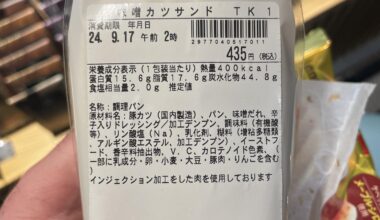 味噌カツサンド TK1
消費期限 年月日
24. 9.17 午前 2時
2977040517011
435円(税込)
栄養成分表示(1包装当たり)熱量400kcal
蛋白質15.6g脂質17.6g炭水化物44.8g
食塩相当量2.0g 推定値
名称:調理パン
原材料名:豚カツ(国内製造)、パン、味噌だれ、辛
子入りドレッシング/加工デンプン、調味料(有機酸
等)、リン酸塩(Na)、乳化剤、糊料(増粘多糖類、
アルギン酸エステル、加工デンプン)、イーストフ
ード、香辛料抽出物、V.C、カロテノイド色素、(
一部に乳成分・卵・小麦・大豆・豚肉・りんごを含む
)
インジェクション加工をした肉を使用しております